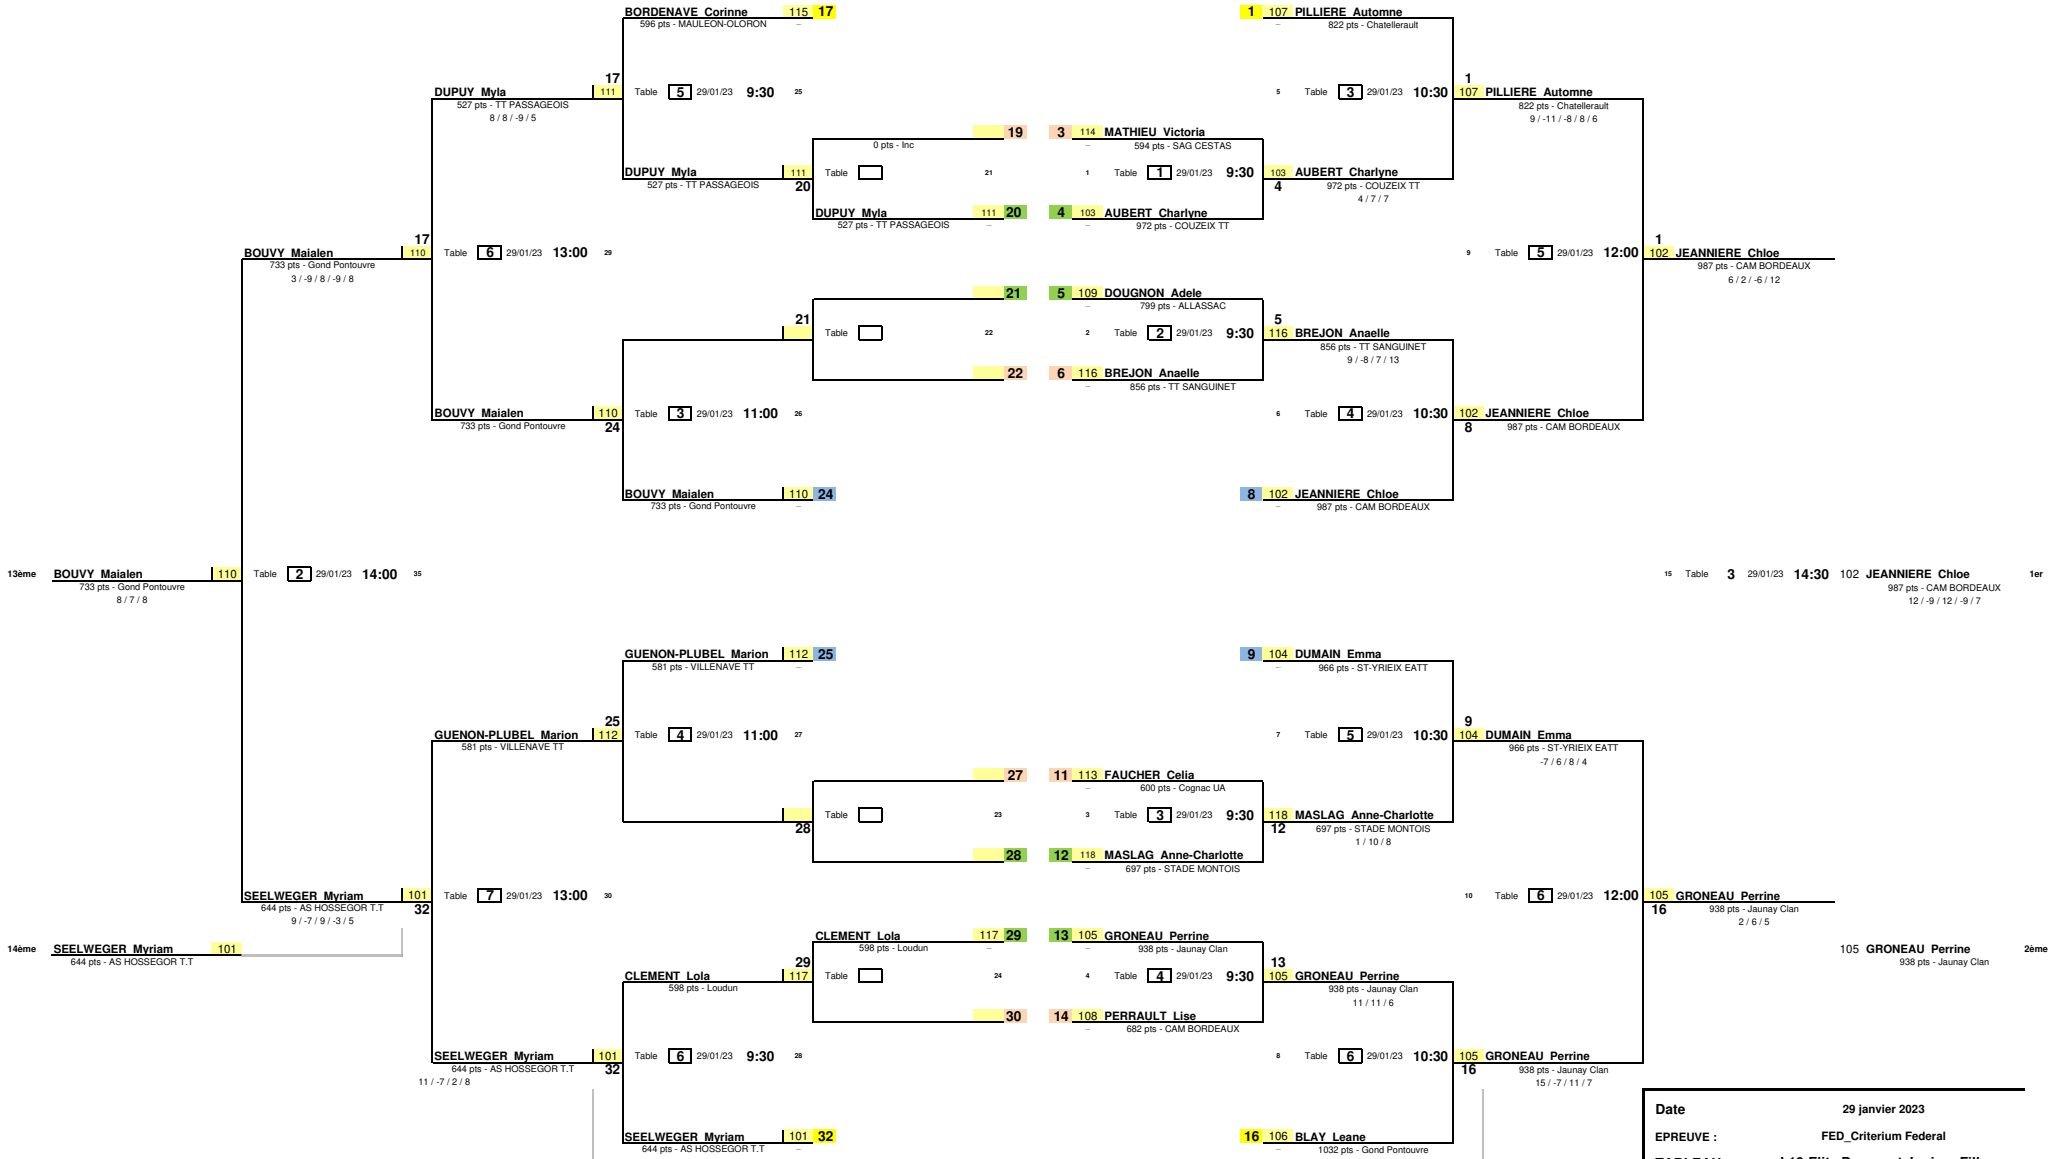 BORDENAVE Corinne 115 17 1 107 PILLIERE Automne
596 pts - MAULEON-OLORON – – 822 pts - Chatellerault
17 1
DUPUY Myla 111 Table 5 29/01/23 9:30 25 5 Table 3 29/01/23 10:30 107 PILLIERE Automne
527 pts - TT PASSAGEOIS 822 pts - Chatellerault
8 / 8 / -9 / 5 9 / -11 / -8 / 8 / 6
19 3 114 MATHIEU Victoria
0 pts - Inc – 594 pts - SAG CESTAS
DUPUY Myla 111 Table 21 1 Table 1 29/01/23 9:30 103 AUBERT Charlyne
527 pts - TT PASSAGEOIS 20 4 972 pts - COUZEIX TT
4 / 7 / 7
DUPUY Myla 111 20 4 103 AUBERT Charlyne
527 pts - TT PASSAGEOIS – – 972 pts - COUZEIX TT
17 1
BOUVY Maialen 110 Table 6 29/01/23 13:00 29 9 Table 5 29/01/23 12:00 102 JEANNIERE Chloe
733 pts - Gond Pontouvre 987 pts - CAM BORDEAUX
3 / -9 / 8 / -9 / 8 6 / 2 / -6 / 12
21 5 109 DOUGNON Adele
– 799 pts - ALLASSAC
21 5
Table 22 2 Table 2 29/01/23 9:30 116 BREJON Anaelle
856 pts - TT SANGUINET
9 / -8 / 7 / 13
22 6 116 BREJON Anaelle
– 856 pts - TT SANGUINET
BOUVY Maialen 110 Table 3 29/01/23 11:00 26 6 Table 4 29/01/23 10:30 102 JEANNIERE Chloe
733 pts - Gond Pontouvre 24 8 987 pts - CAM BORDEAUX
BOUVY Maialen 110 24 8 102 JEANNIERE Chloe
733 pts - Gond Pontouvre – – 987 pts - CAM BORDEAUX
13ème BOUVY Maialen 110 Table 2 29/01/23 14:00 35 15 Table 3 29/01/23 14:30 102 JEANNIERE Chloe 1er
733 pts - Gond Pontouvre 987 pts - CAM BORDEAUX
8 / 7 / 8 12 / -9 / 12 / -9 / 7
GUENON-PLUBEL Marion 112 25 9 104 DUMAIN Emma
581 pts - VILLENAVE TT – – 966 pts - ST-YRIEIX EATT
25 9
GUENON-PLUBEL Marion 112 Table 4 29/01/23 11:00 27 7 Table 5 29/01/23 10:30 104 DUMAIN Emma
581 pts - VILLENAVE TT 966 pts - ST-YRIEIX EATT
-7 / 6 / 8 / 4
27 11 113 FAUCHER Celia
– 600 pts - Cognac UA
Table 23 3 Table 3 29/01/23 9:30 118 MASLAG Anne-Charlotte
28 12 697 pts - STADE MONTOIS
1 / 10 / 8
28 12 118 MASLAG Anne-Charlotte
– 697 pts - STADE MONTOIS
SEELWEGER Myriam 101 Table 7 29/01/23 13:00 30 10 Table 6 29/01/23 12:00 105 GRONEAU Perrine
644 pts - AS HOSSEGOR T.T 32 16 938 pts - Jaunay Clan
9 / -7 / 9 / -3 / 5 2 / 6 / 5
CLEMENT Lola 117 29 13 105 GRONEAU Perrine
598 pts - Loudun – – 938 pts - Jaunay Clan
14ème SEELWEGER Myriam 101 105 GRONEAU Perrine 2ème
644 pts - AS HOSSEGOR T.T 938 pts - Jaunay Clan
29 13
CLEMENT Lola 117 Table 24 4 Table 4 29/01/23 9:30 105 GRONEAU Perrine
598 pts - Loudun 938 pts - Jaunay Clan
11 / 11 / 6
30 14 108 PERRAULT Lise
– 682 pts - CAM BORDEAUX
SEELWEGER Myriam 101 Table 6 29/01/23 9:30 28 8 Table 6 29/01/23 10:30 105 GRONEAU Perrine
644 pts - AS HOSSEGOR T.T 32 16 938 pts - Jaunay Clan
11 / -7 / 2 / 8 15 / -7 / 11 / 7
Date 29 janvier 2023
SEELWEGER Myriam 101 32 16 106 BLAY Leane
EPREUVE : FED_Criterium Federal
644 pts - AS HOSSEGOR T.T – – 1032 pts - Gond Pontouvre